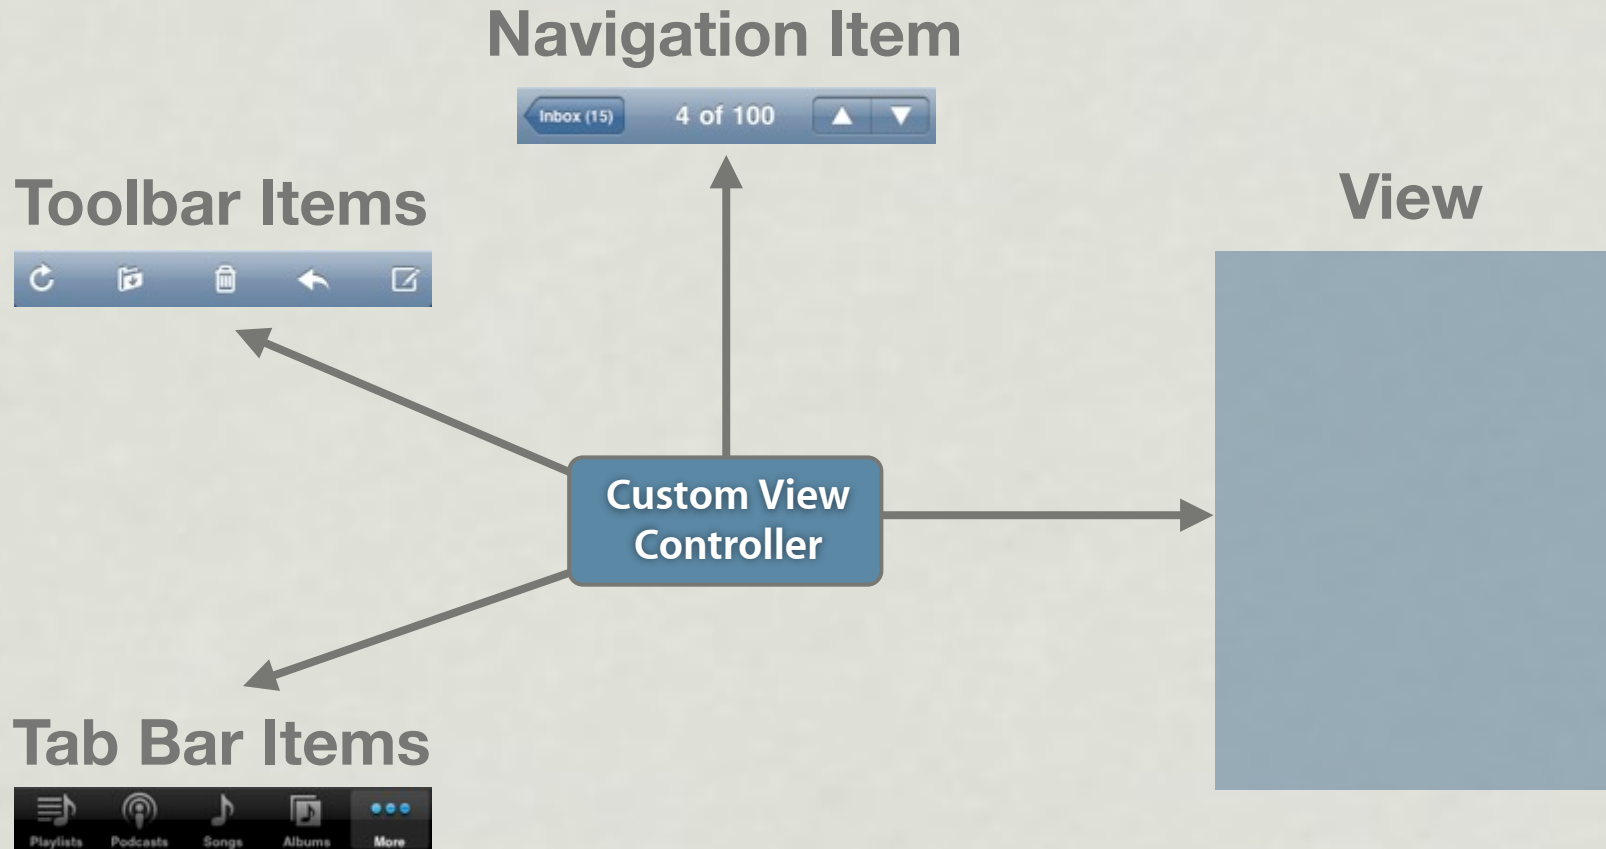 Navigation Item
Inbox (15) 4 of 100
Toolbar Items
View
Custom View
Controller
Tab Bar Items
Playlists Podcasts Songs Albums More